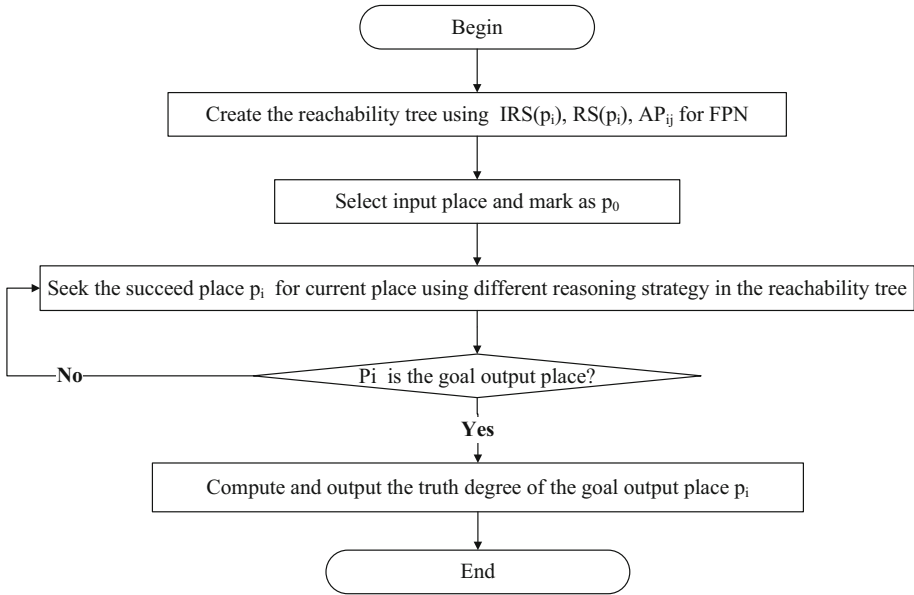 Begin
Create the reachability tree using IRS(pᵢ), RS(pᵢ), APᵢⱼ for FPN
Select input place and mark as p₀
Seek the succeed place pᵢ for current place using different reasoning strategy in the reachability tree
Pi is the goal output place?
No
Yes
Compute and output the truth degree of the goal output place pᵢ
End